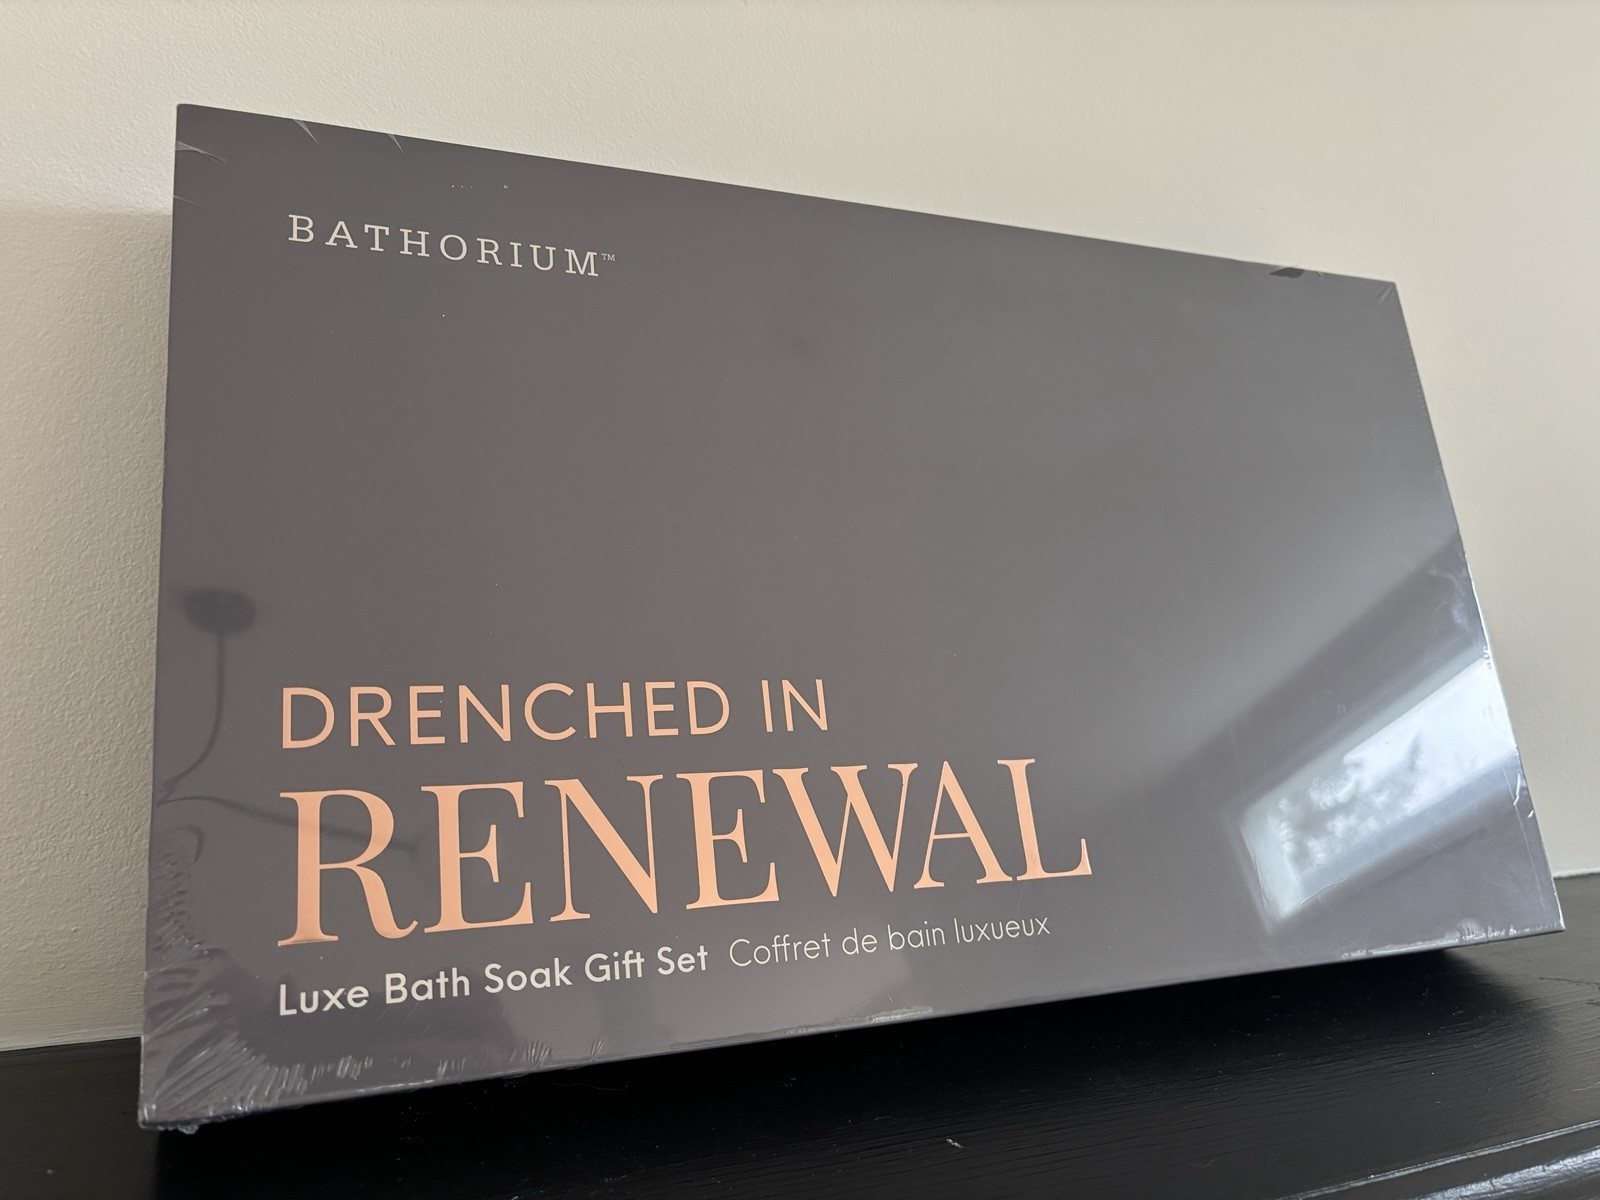 BATHORIUM™
DRENCHED IN
RENEWAL
Luxe Bath Soak Gift Set Coffret de bain luxueux